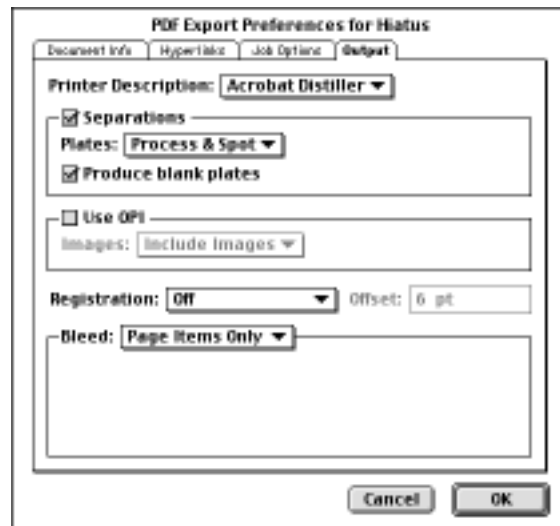 PDF Export Preferences for Hiatus
Document Info Hyperlinks Job Options Output
Printer Description: Acrobat Distiller
Separations
Plates: Process & Spot
Produce blank plates
Use OPI
Images: Include Images
Registration: Off Offset: 6 pt
Bleed: Page Items Only
Cancel OK